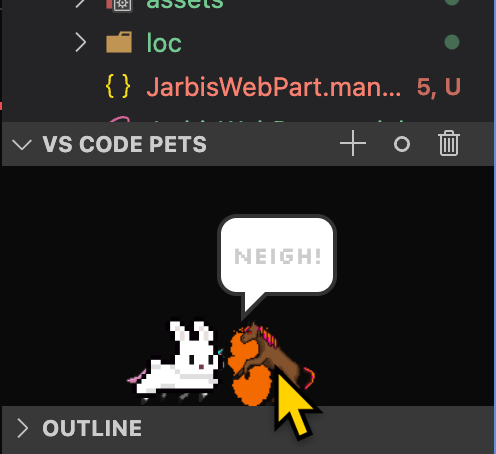 assets
loc
{} JarbisWebPart.man... 5, U
VS CODE PETS
NEIGH!
OUTLINE